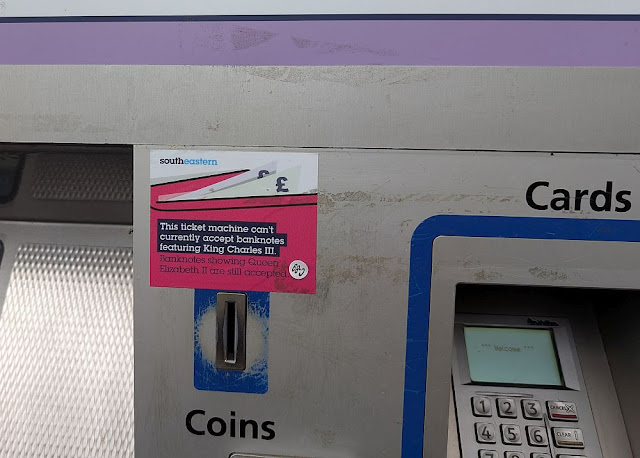 southeastern
£ £
This ticket machine can't
currently accept banknotes
featuring King Charles III.
Banknotes showing Queen
Elizabeth II are still accepted
Cards
Coins
*** WELCOME ***
1 2 3 CANCEL
4 5 6 CLEAR